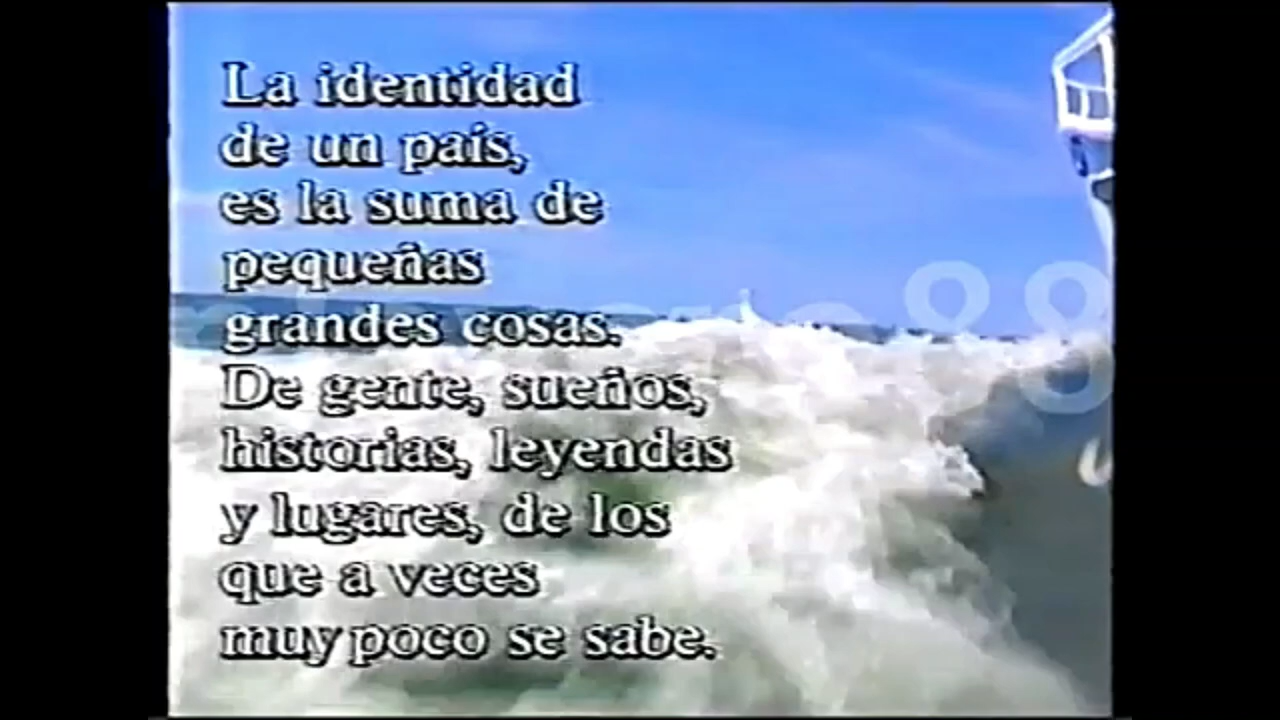 La identidad
de un país,
es la suma de
pequeñas
grandes cosas.
De gente, sueños,
historias, leyendas
y lugares, de los
que a veces
muy poco se sabe.
88